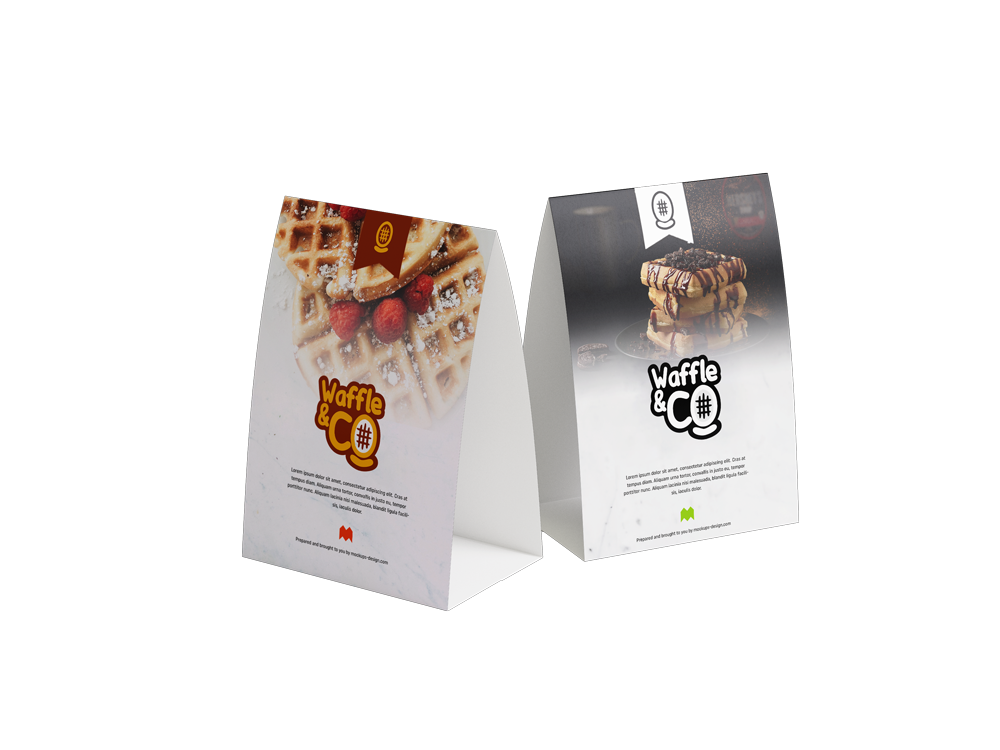 Waffle
& CO
Lorem ipsum dolor sit amet, consectetur adipiscing elit. Cras at
tempus diam. Aliquam urna tortor, convallis in justo eu, tempor
porttitor nunc. Aliquam lacinia nisi malesuada, blandit ligula facili-
sis, iaculis dolor.
Prepared and brought to you by mockups-design.com
HERSHEY'S
Waffle
& CO
Lorem ipsum dolor sit amet, consectetur adipiscing elit. Cras at
tempus diam. Aliquam urna tortor, convallis in justo eu, tempor
porttitor nunc. Aliquam lacinia nisi malesuada, blandit ligula facili-
sis, iaculis dolor.
Prepared and brought to you by mockups-design.com